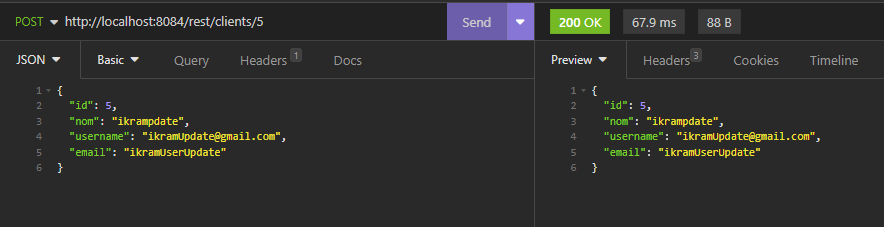 POST http://localhost:8084/rest/clients/5 Send 200 OK 67.9 ms 88 B
JSON Basic Query Headers 1 Docs Preview Headers 3 Cookies Timeline
1 {
2 "id": 5,
3 "nom": "ikrampdate",
4 "username": "ikramUpdate@gmail.com",
5 "email": "ikramUserUpdate"
6 }
1 {
2 "id": 5,
3 "nom": "ikrampdate",
4 "username": "ikramUpdate@gmail.com",
5 "email": "ikramUserUpdate"
6 }